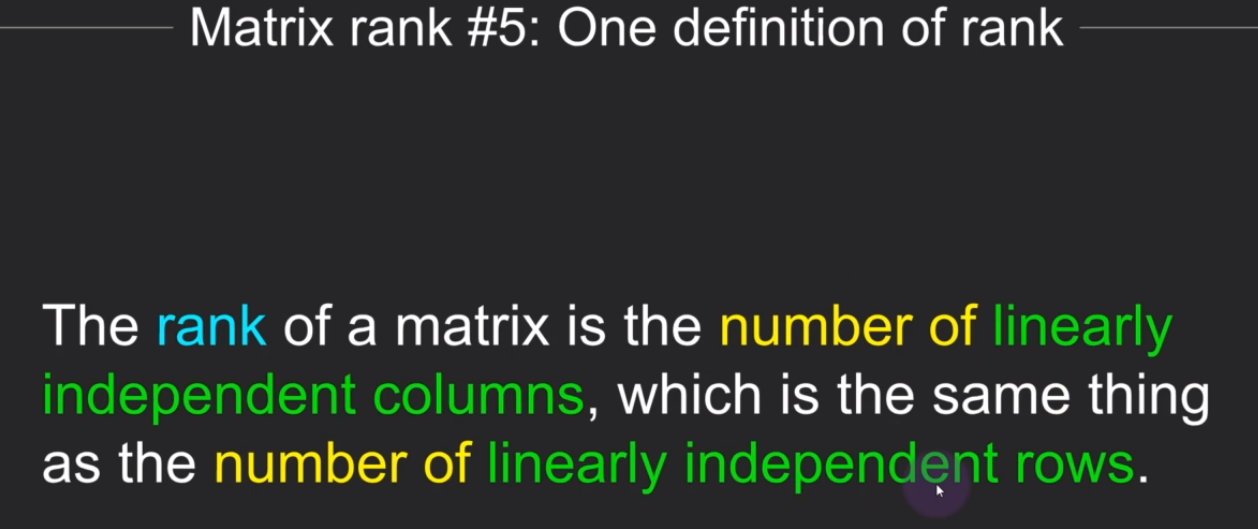 Matrix rank #5: One definition of rank
The rank of a matrix is the number of linearly
independent columns, which is the same thing
as the number of linearly independent rows.